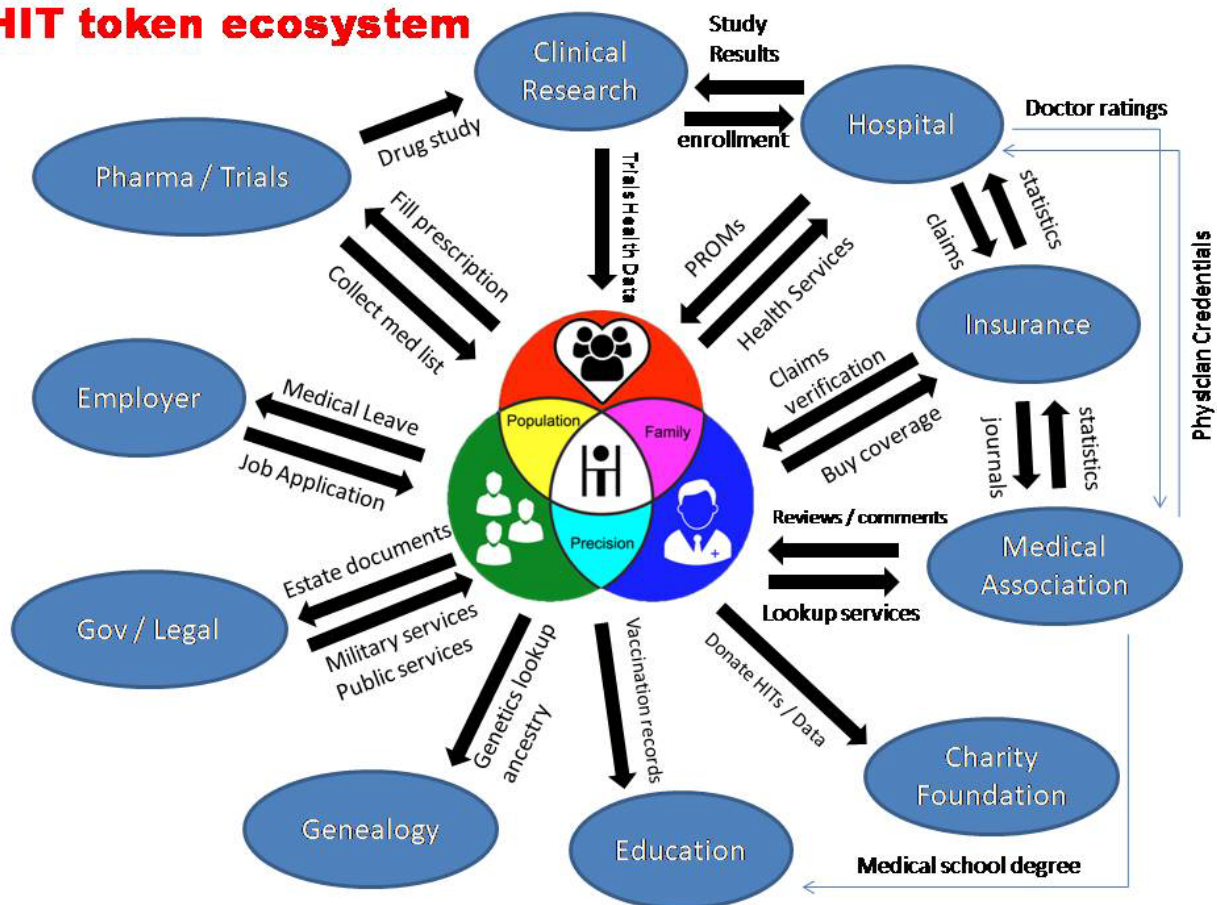 HIT token ecosystem
Clinical
Research
Study
Results
enrollment
Hospital
Doctor ratings
Pharma / Trials
Drug study
Trials Health Data
Fill prescription
Collect med list
PROMs
Health Services
claims
statistics
Physician Credentials
Insurance
Claims
verification
Buy coverage
journals
statistics
Employer
Medical Leave
Job Application
Population
Family
Precision
Reviews / comments
Lookup services
Medical
Association
Gov / Legal
Estate documents
Military services
Public services
Genetics lookup
ancestry
Vaccination records
Donate HITs / Data
Charity
Foundation
Genealogy
Education
Medical school degree